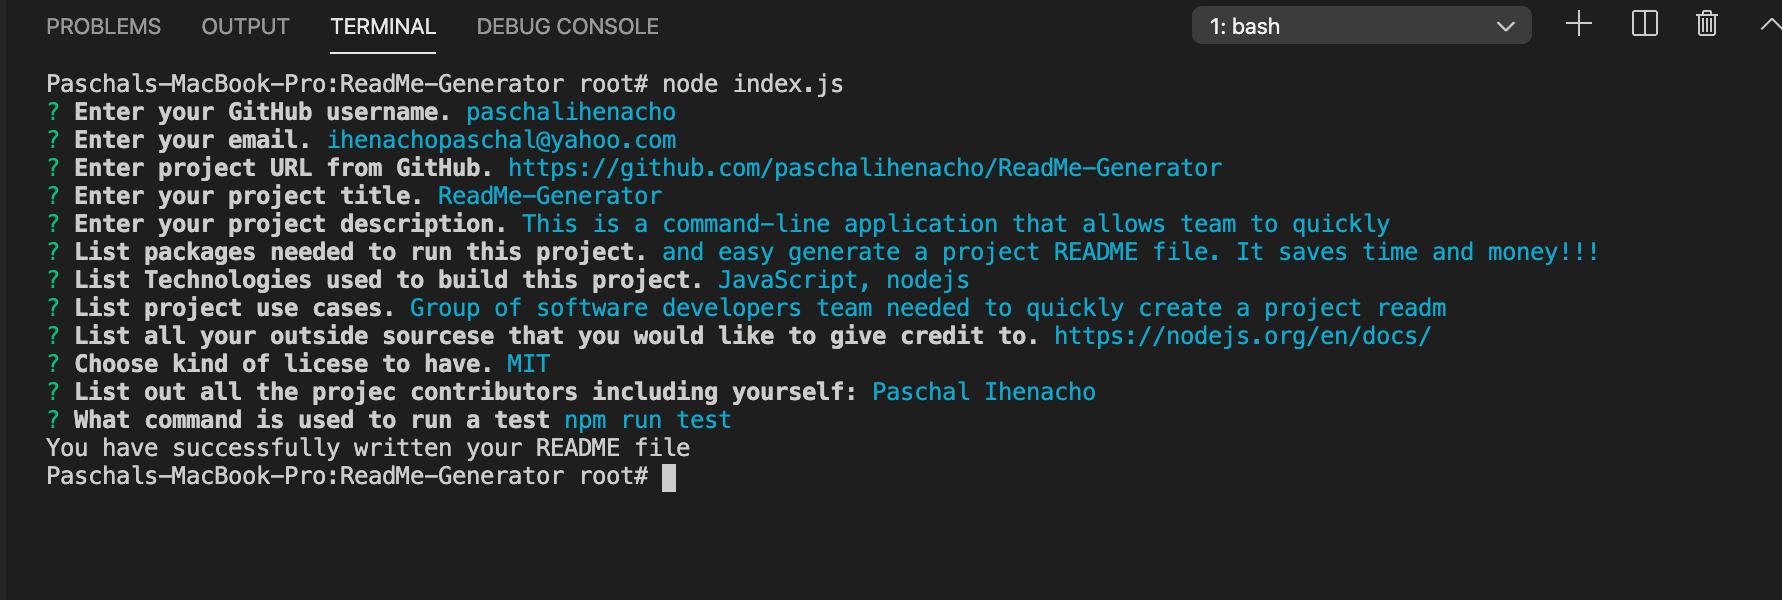 PROBLEMS OUTPUT TERMINAL DEBUG CONSOLE 1: bash
Paschals-MacBook-Pro:ReadMe-Generator root# node index.js
? Enter your GitHub username. paschalihenacho
? Enter your email. ihenachopaschal@yahoo.com
? Enter project URL from GitHub. https://github.com/paschalihenacho/ReadMe-Generator
? Enter your project title. ReadMe-Generator
? Enter your project description. This is a command-line application that allows team to quickly
? List packages needed to run this project. and easy generate a project README file. It saves time and money!!!
? List Technologies used to build this project. JavaScript, nodejs
? List project use cases. Group of software developers team needed to quickly create a project readm
? List all your outside sourcese that you would like to give credit to. https://nodejs.org/en/docs/
? Choose kind of licese to have. MIT
? List out all the projec contributors including yourself: Paschal Ihenacho
? What command is used to run a test npm run test
You have successfully written your README file
Paschals-MacBook-Pro:ReadMe-Generator root#